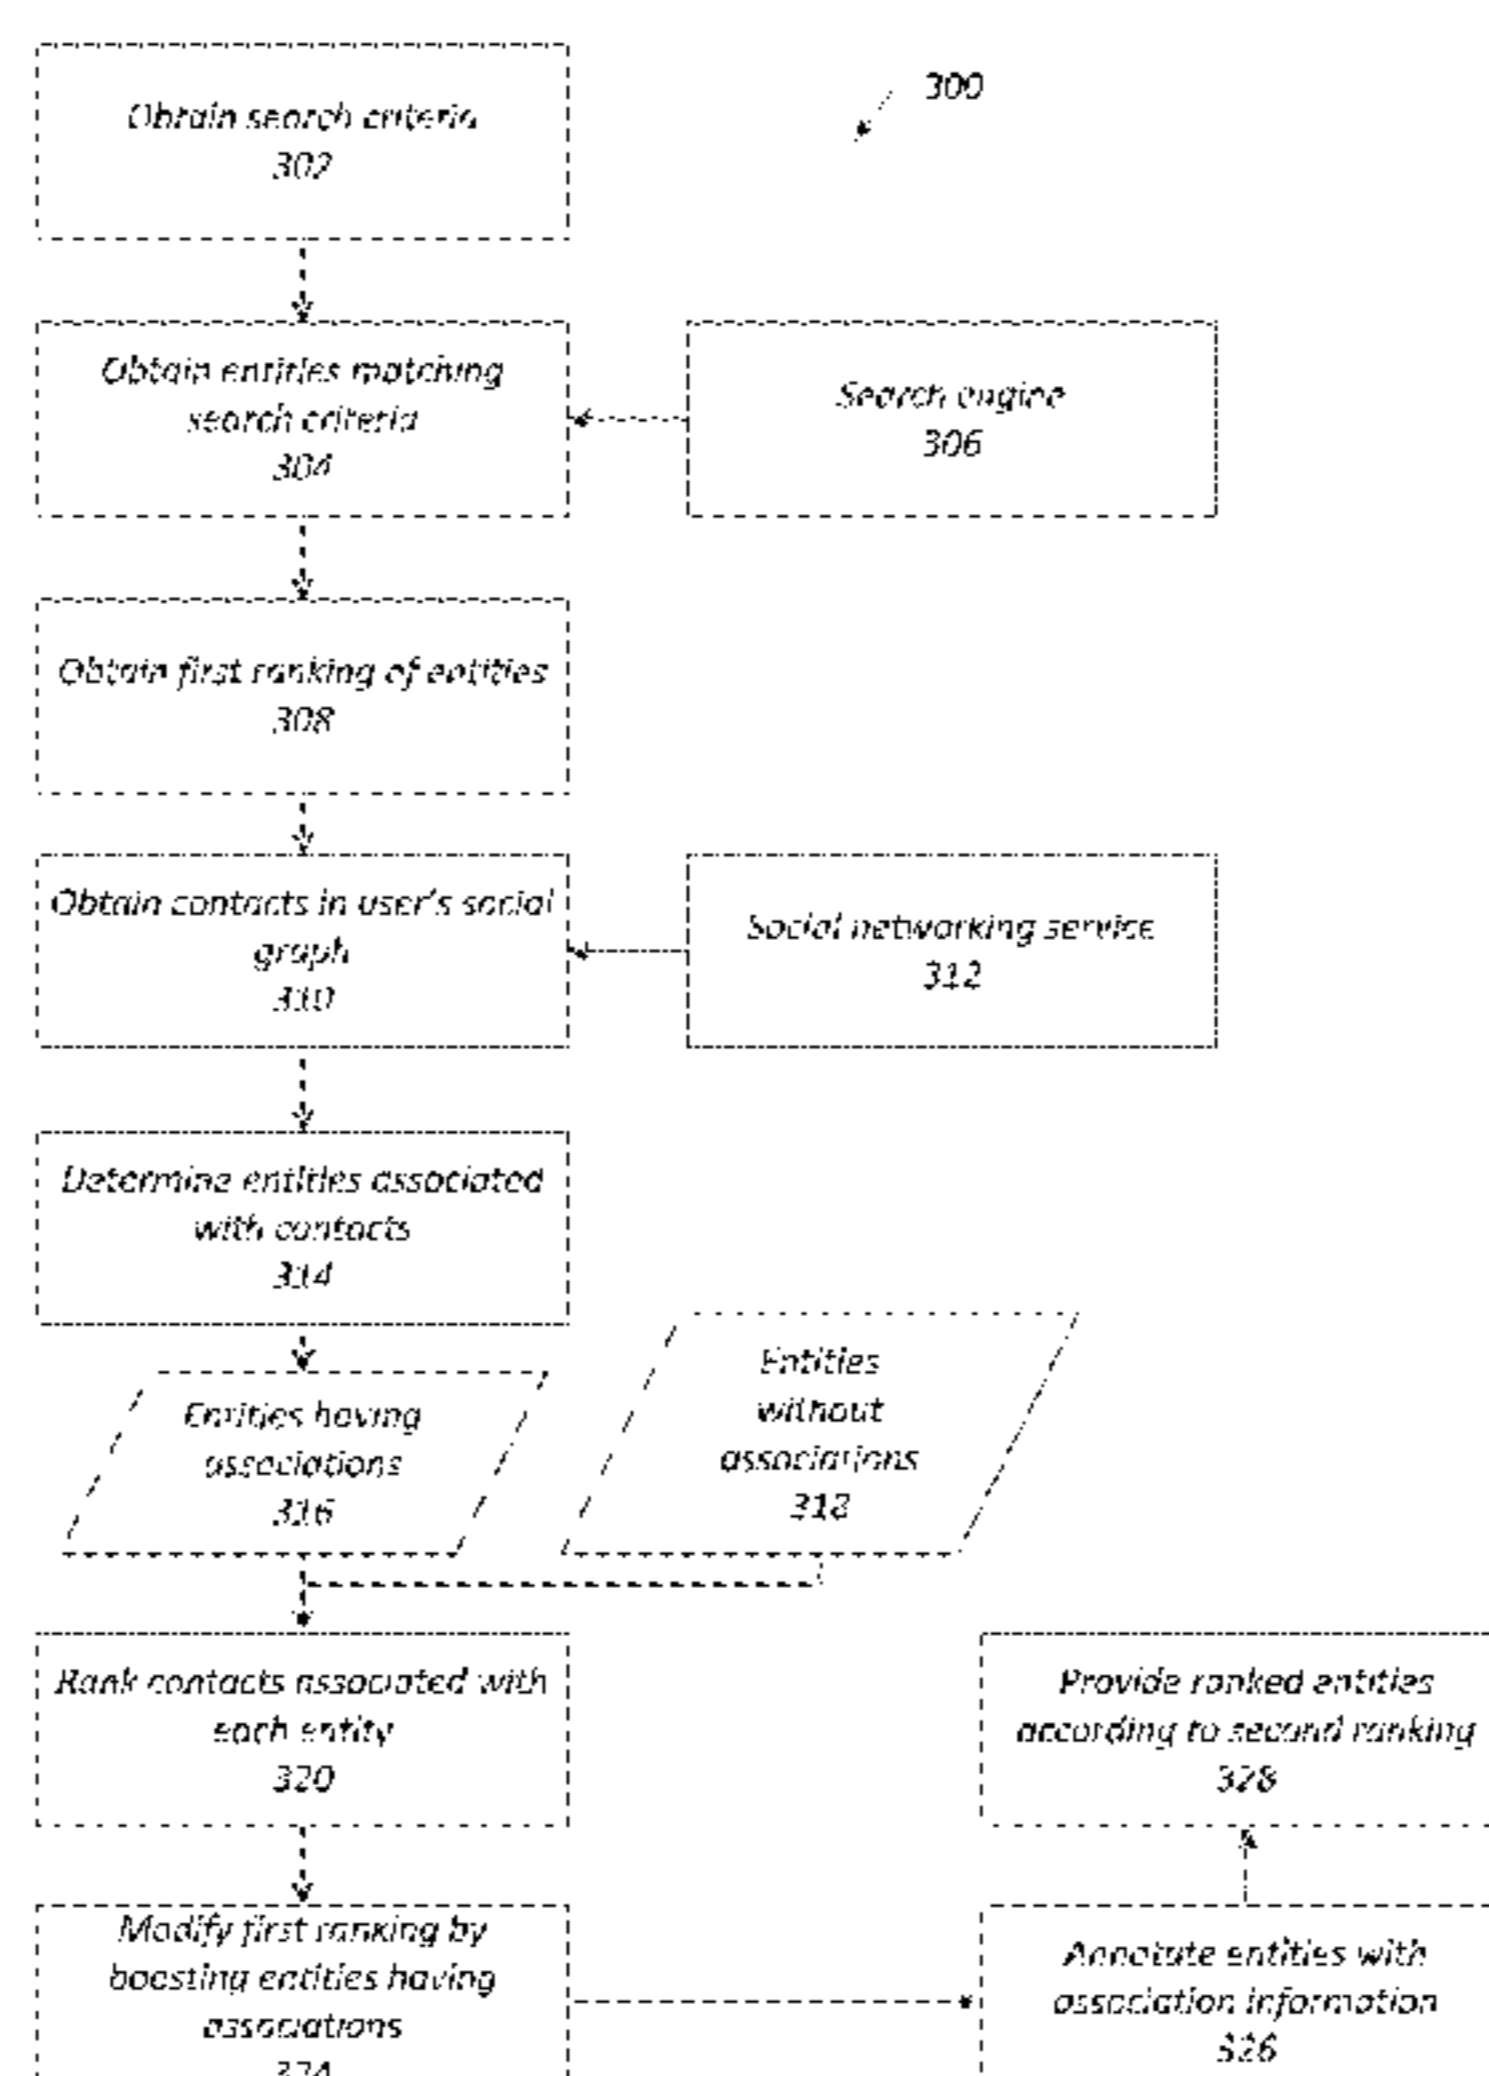 300
Obtain search criteria
302
Obtain entities matching
search criteria
304
Search engine
306
Obtain first ranking of entities
308
Obtain contacts in user's social
graph
310
Social networking service
312
Determine entities associated
with contacts
314
Entities having
associations
316
Entities
without
associations
318
Rank contacts associated with
each entity
320
Modify first ranking by
boosting entities having
associations
324
Annotate entities with
association information
326
Provide ranked entities
according to second ranking
328